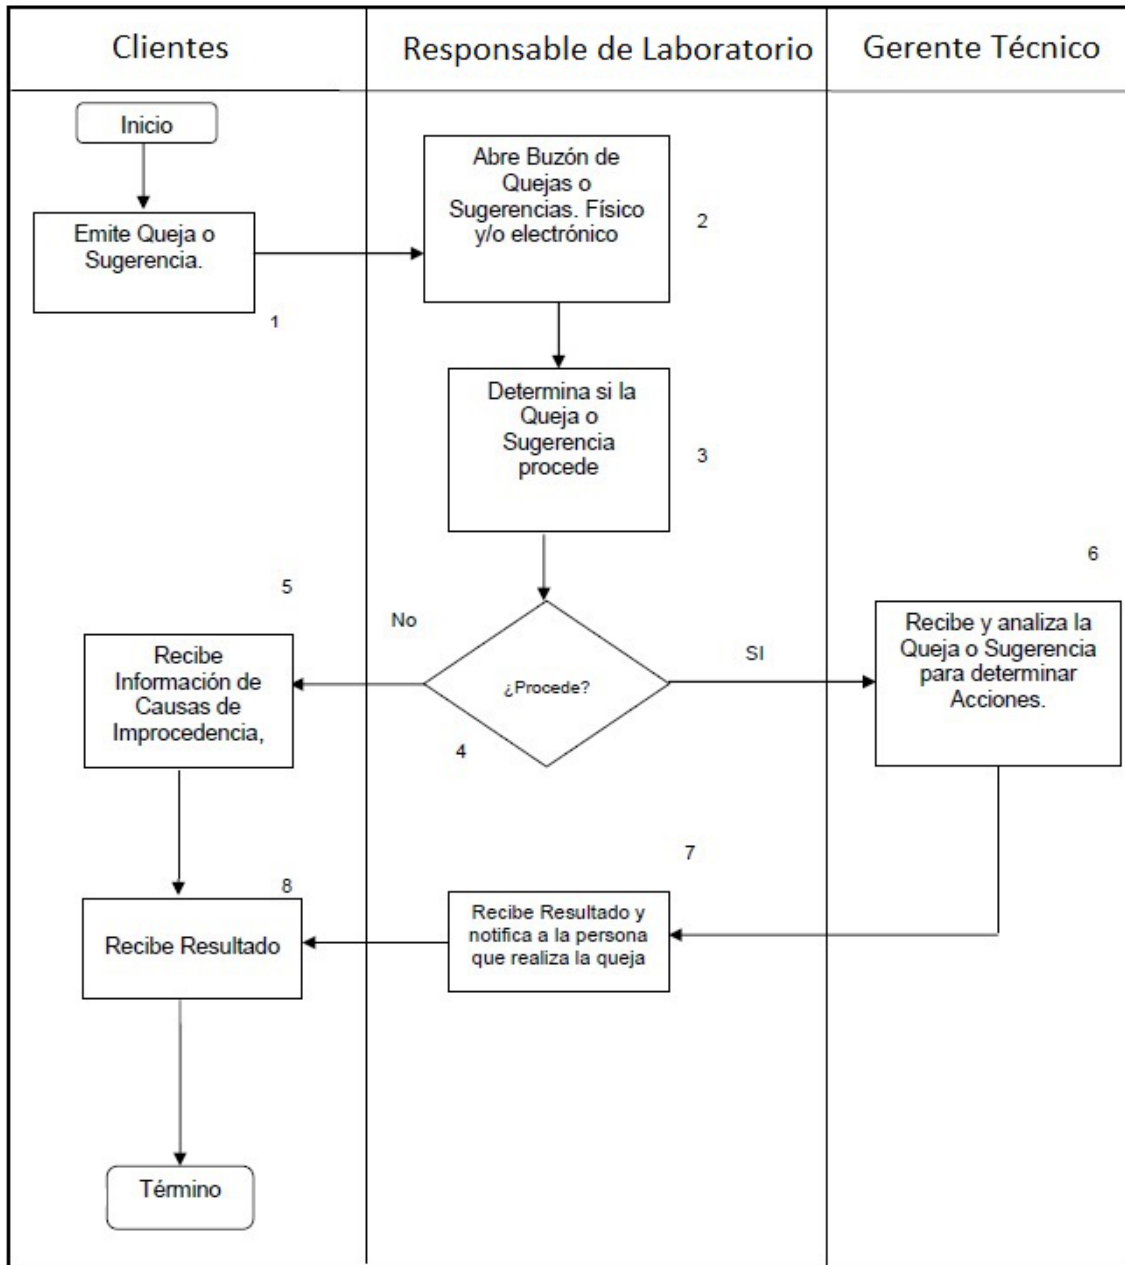 Clientes
Responsable de Laboratorio
Gerente Técnico
Inicio
Emite Queja o
Sugerencia.
1
Abre Buzón de
Quejas o
Sugerencias. Físico
y/o electrónico
2
Determina si la
Queja o
Sugerencia
procede
3
¿Procede?
4
No
SI
5
Recibe
Información de
Causas de
Improcedencia,
6
Recibe y analiza la
Queja o Sugerencia
para determinar
Acciones.
7
Recibe Resultado y
notifica a la persona
que realiza la queja
8
Recibe Resultado
Término